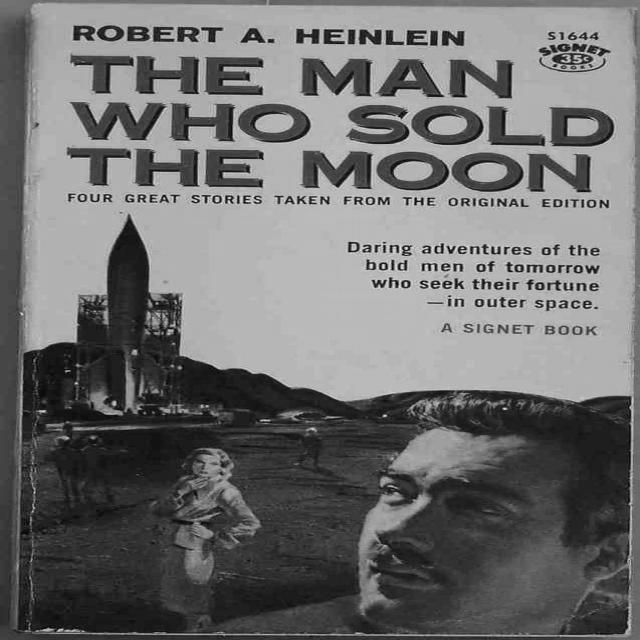 ROBERT A. HEINLEIN
S1644
SIGNET
35¢
BOOKS
THE MAN
WHO SOLD
THE MOON
FOUR GREAT STORIES TAKEN FROM THE ORIGINAL EDITION
Daring adventures of the
bold men of tomorrow
who seek their fortune
—in outer space.
A SIGNET BOOK